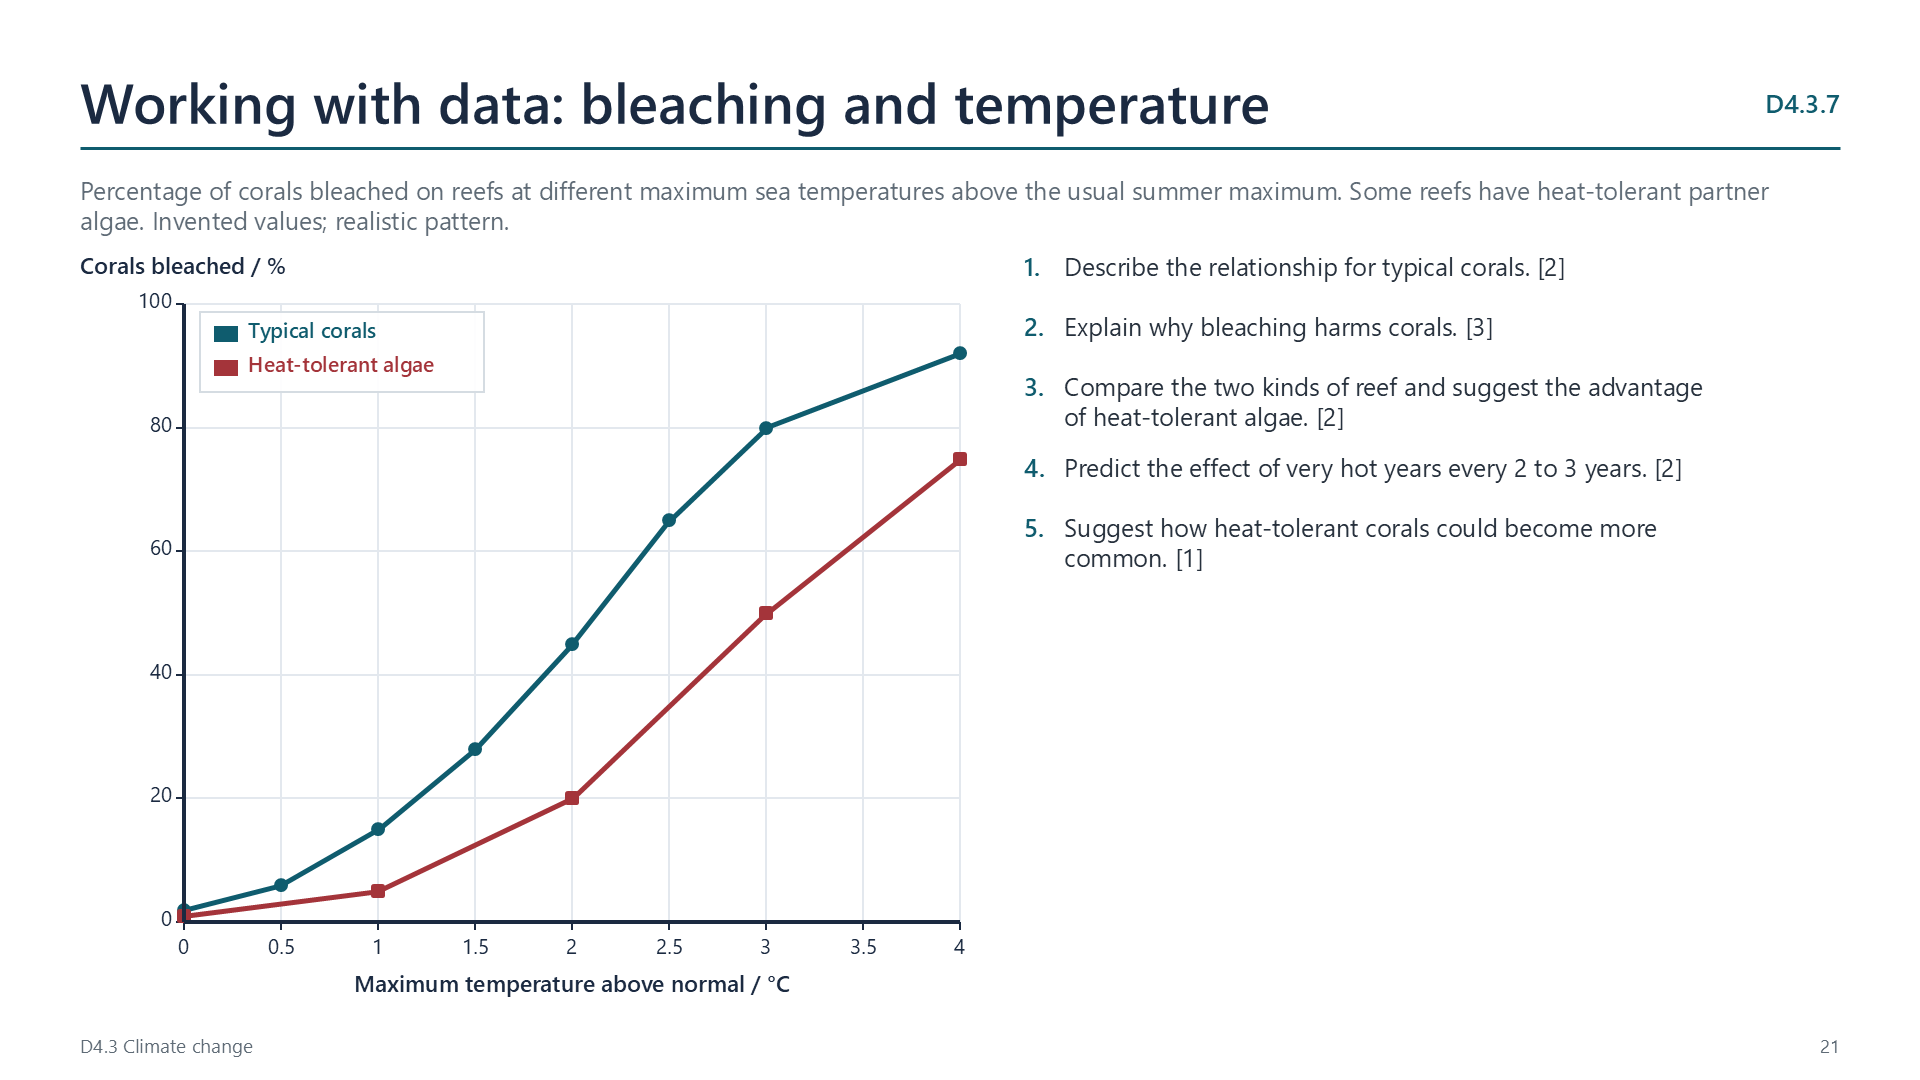 Working with data: bleaching and temperature
D4.3.7
Percentage of corals bleached on reefs at different maximum sea temperatures above the usual summer maximum. Some reefs have heat-tolerant partner
algae. Invented values; realistic pattern.
Corals bleached / %
100
80
60
40
20
0
Typical corals
Heat-tolerant algae
0
0.5
1
1.5
2
2.5
3
3.5
4
Maximum temperature above normal / °C
1. Describe the relationship for typical corals. [2]
2. Explain why bleaching harms corals. [3]
3. Compare the two kinds of reef and suggest the advantage
of heat-tolerant algae. [2]
4. Predict the effect of very hot years every 2 to 3 years. [2]
5. Suggest how heat-tolerant corals could become more
common. [1]
D4.3 Climate change
21